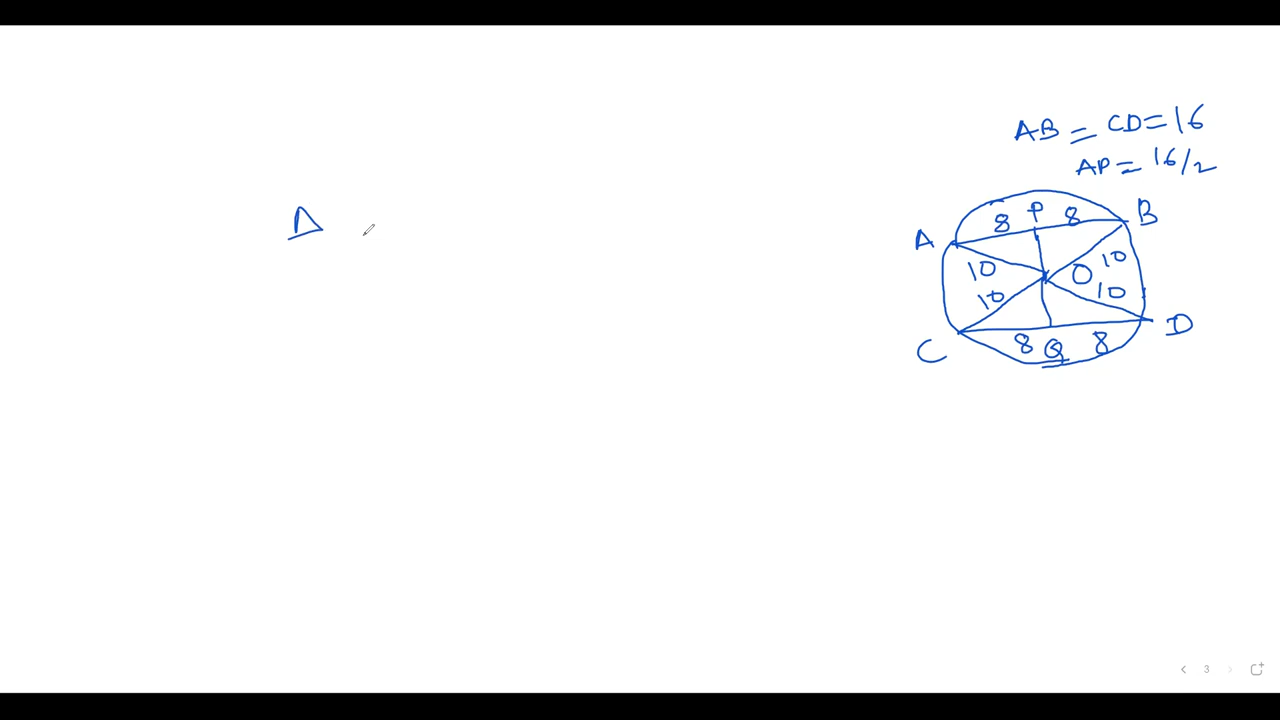 AB = CD = 16
AP = 16/2
8 P 8 B
A
10 O 10
10 10
C 8 Q 8 D
Δ
3